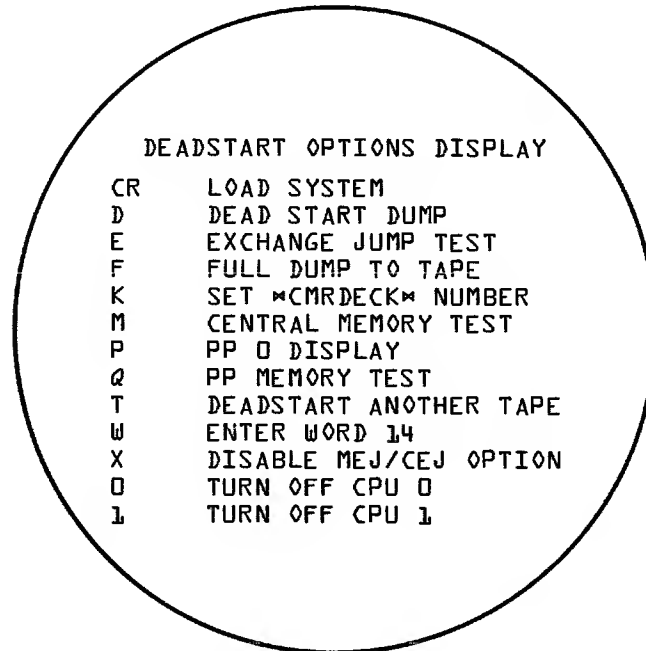 DEADSTART OPTIONS DISPLAY
CR LOAD SYSTEM
D DEAD START DUMP
E EXCHANGE JUMP TEST
F FULL DUMP TO TAPE
K SET *CMRDECK* NUMBER
M CENTRAL MEMORY TEST
P PP 0 DISPLAY
Q PP MEMORY TEST
T DEADSTART ANOTHER TAPE
W ENTER WORD 14
X DISABLE MEJ/CEJ OPTION
0 TURN OFF CPU 0
1 TURN OFF CPU 1